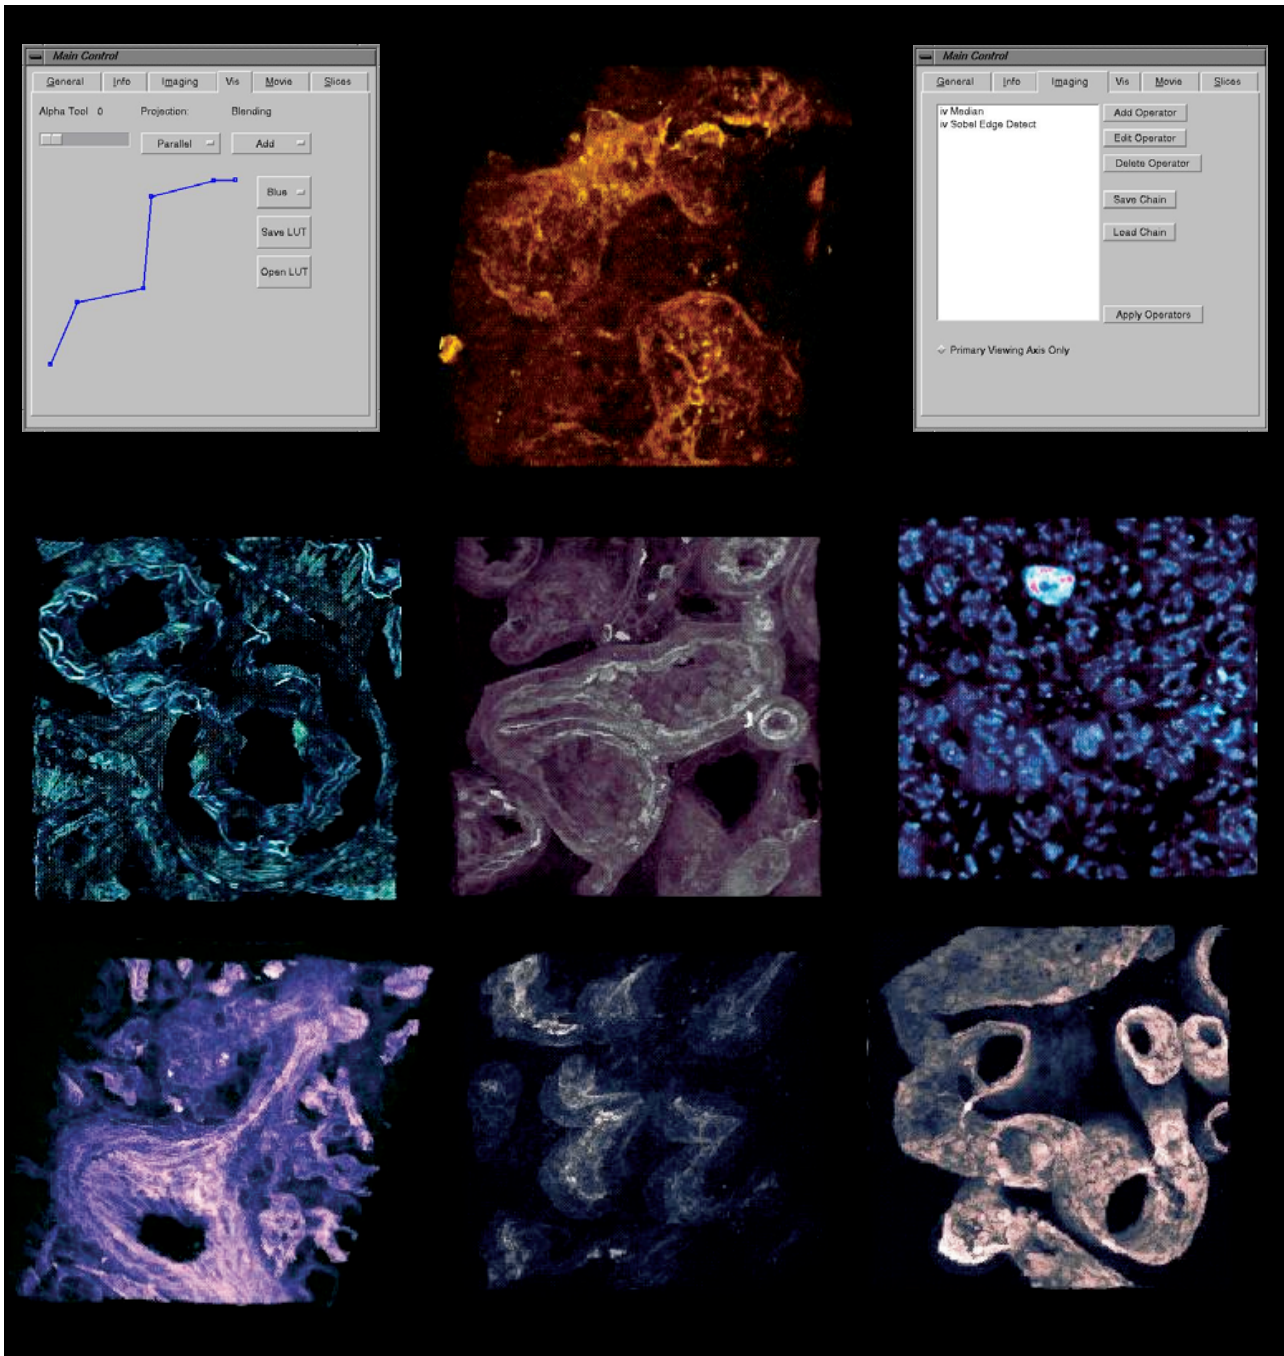 Main Control
General Info Imaging Vis Movie Slices
Alpha Tool 0 Projection: Blending
Parallel Add
Blue
Save LUT
Open LUT
Main Control
General Info Imaging Vis Movie Slices
iv Median
iv Sobel Edge Detect
Add Operator
Edit Operator
Delete Operator
Save Chain
Load Chain
Apply Operators
Primary Viewing Axis Only